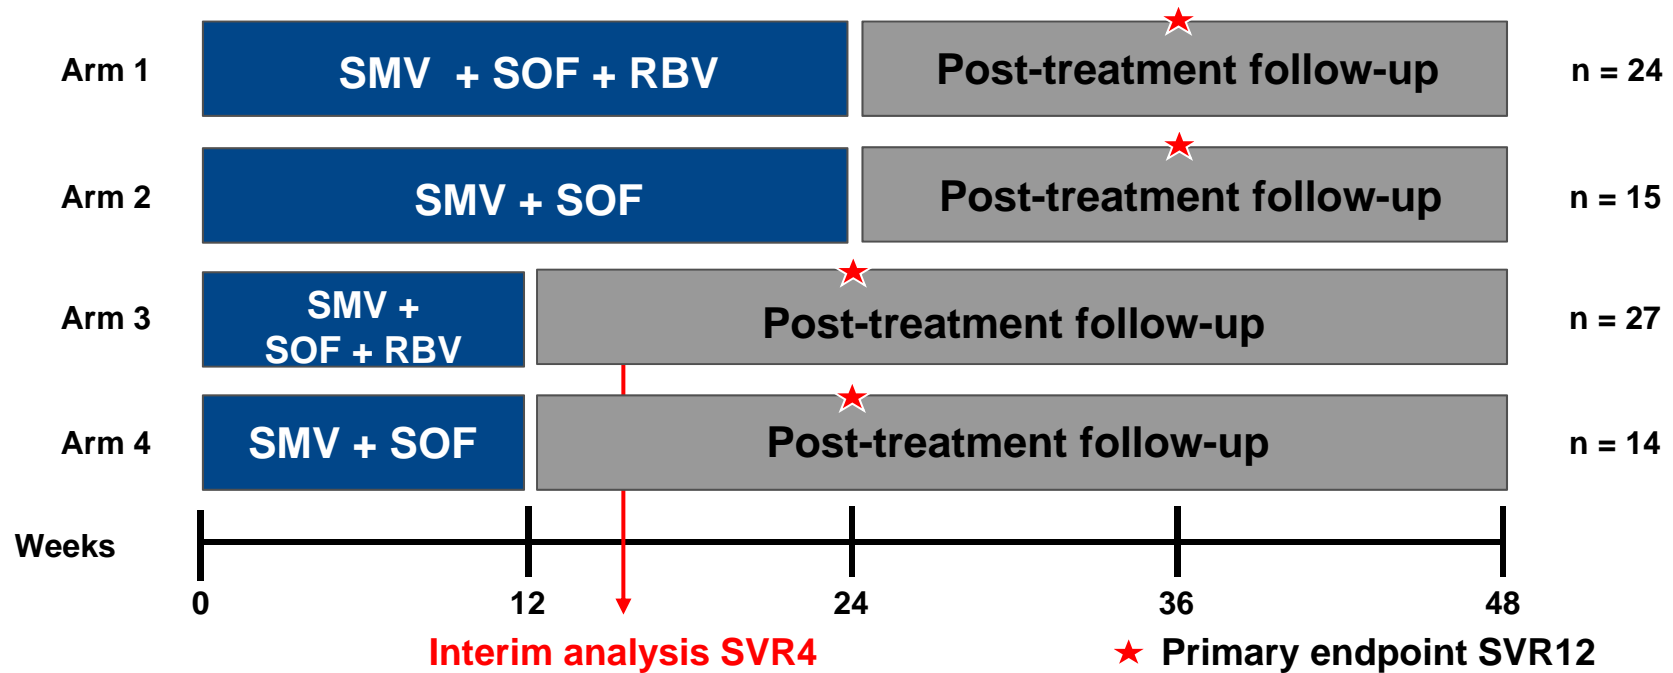 Arm 1
SMV + SOF + RBV
Post-treatment follow-up
n = 24
Arm 2
SMV + SOF
Post-treatment follow-up
n = 15
Arm 3
SMV +
SOF + RBV
Post-treatment follow-up
n = 27
Arm 4
SMV + SOF
Post-treatment follow-up
n = 14
Weeks
0
12
24
36
48
Interim analysis SVR4
Primary endpoint SVR12